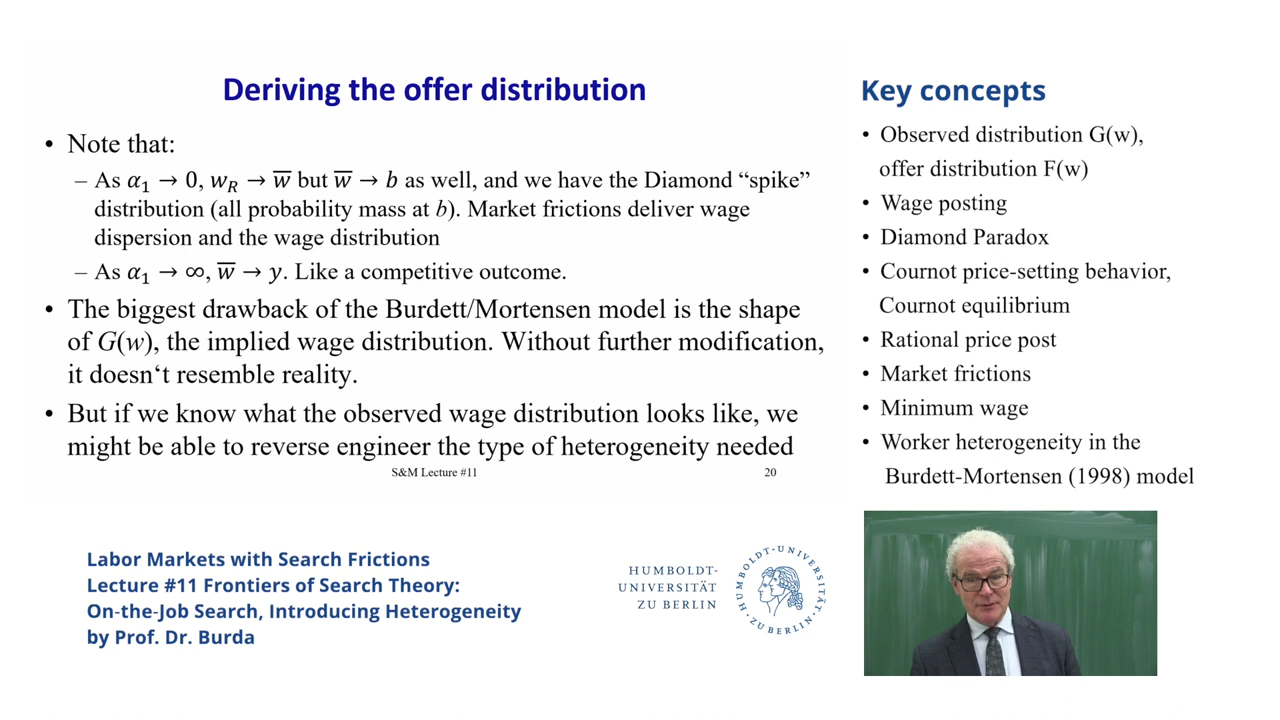 Deriving the offer distribution
• Note that:
– As α₁ → 0, w_R → w̅ but w̅ → b as well, and we have the Diamond “spike”
distribution (all probability mass at b). Market frictions deliver wage
dispersion and the wage distribution
– As α₁ → ∞, w̅ → y. Like a competitive outcome.
• The biggest drawback of the Burdett/Mortensen model is the shape
of G(w), the implied wage distribution. Without further modification,
it doesn‘t resemble reality.
• But if we know what the observed wage distribution looks like, we
might be able to reverse engineer the type of heterogeneity needed
S&M Lecture #11
20
Key concepts
• Observed distribution G(w),
offer distribution F(w)
• Wage posting
• Diamond Paradox
• Cournot price-setting behavior,
Cournot equilibrium
• Rational price post
• Market frictions
• Minimum wage
• Worker heterogeneity in the
Burdett-Mortensen (1998) model
Labor Markets with Search Frictions
Lecture #11 Frontiers of Search Theory:
On-the-Job Search, Introducing Heterogeneity
by Prof. Dr. Burda
HUMBOLDT-
UNIVERSITÄT
ZU BERLIN
HUMBOLDT-UNIVERSITÄT
ZU BERLIN